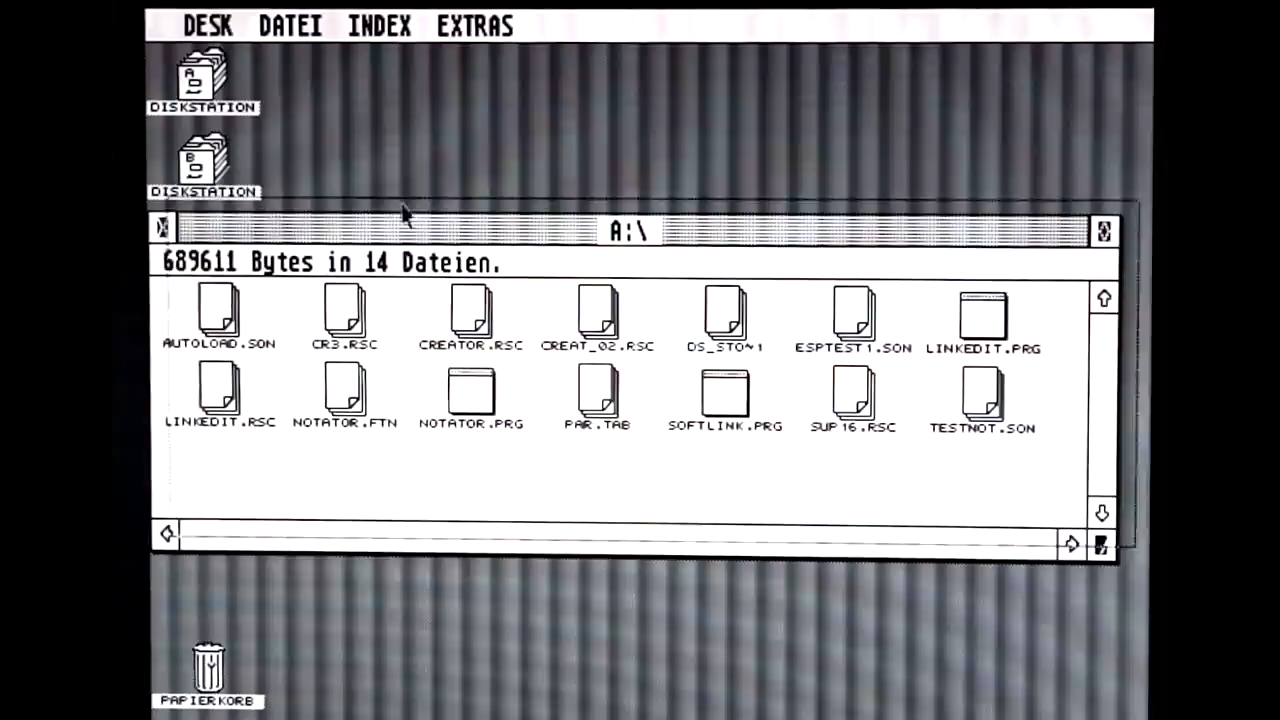 DESK DATEI INDEX EXTRAS
A
DISKSTATION
B
DISKSTATION
A:\
689611 Bytes in 14 Dateien.
AUTOLOAD.SON CR3.RSC CREATOR.RSC CREAT_02.RSC DS_STO~1 ESPTEST1.SON LINKEDIT.PRG
LINKEDIT.RSC NOTATOR.FTN NOTATOR.PRG PAR.TAB SOFTLINK.PRG SUP16.RSC TESTNOT.SON
PAPIERKORB